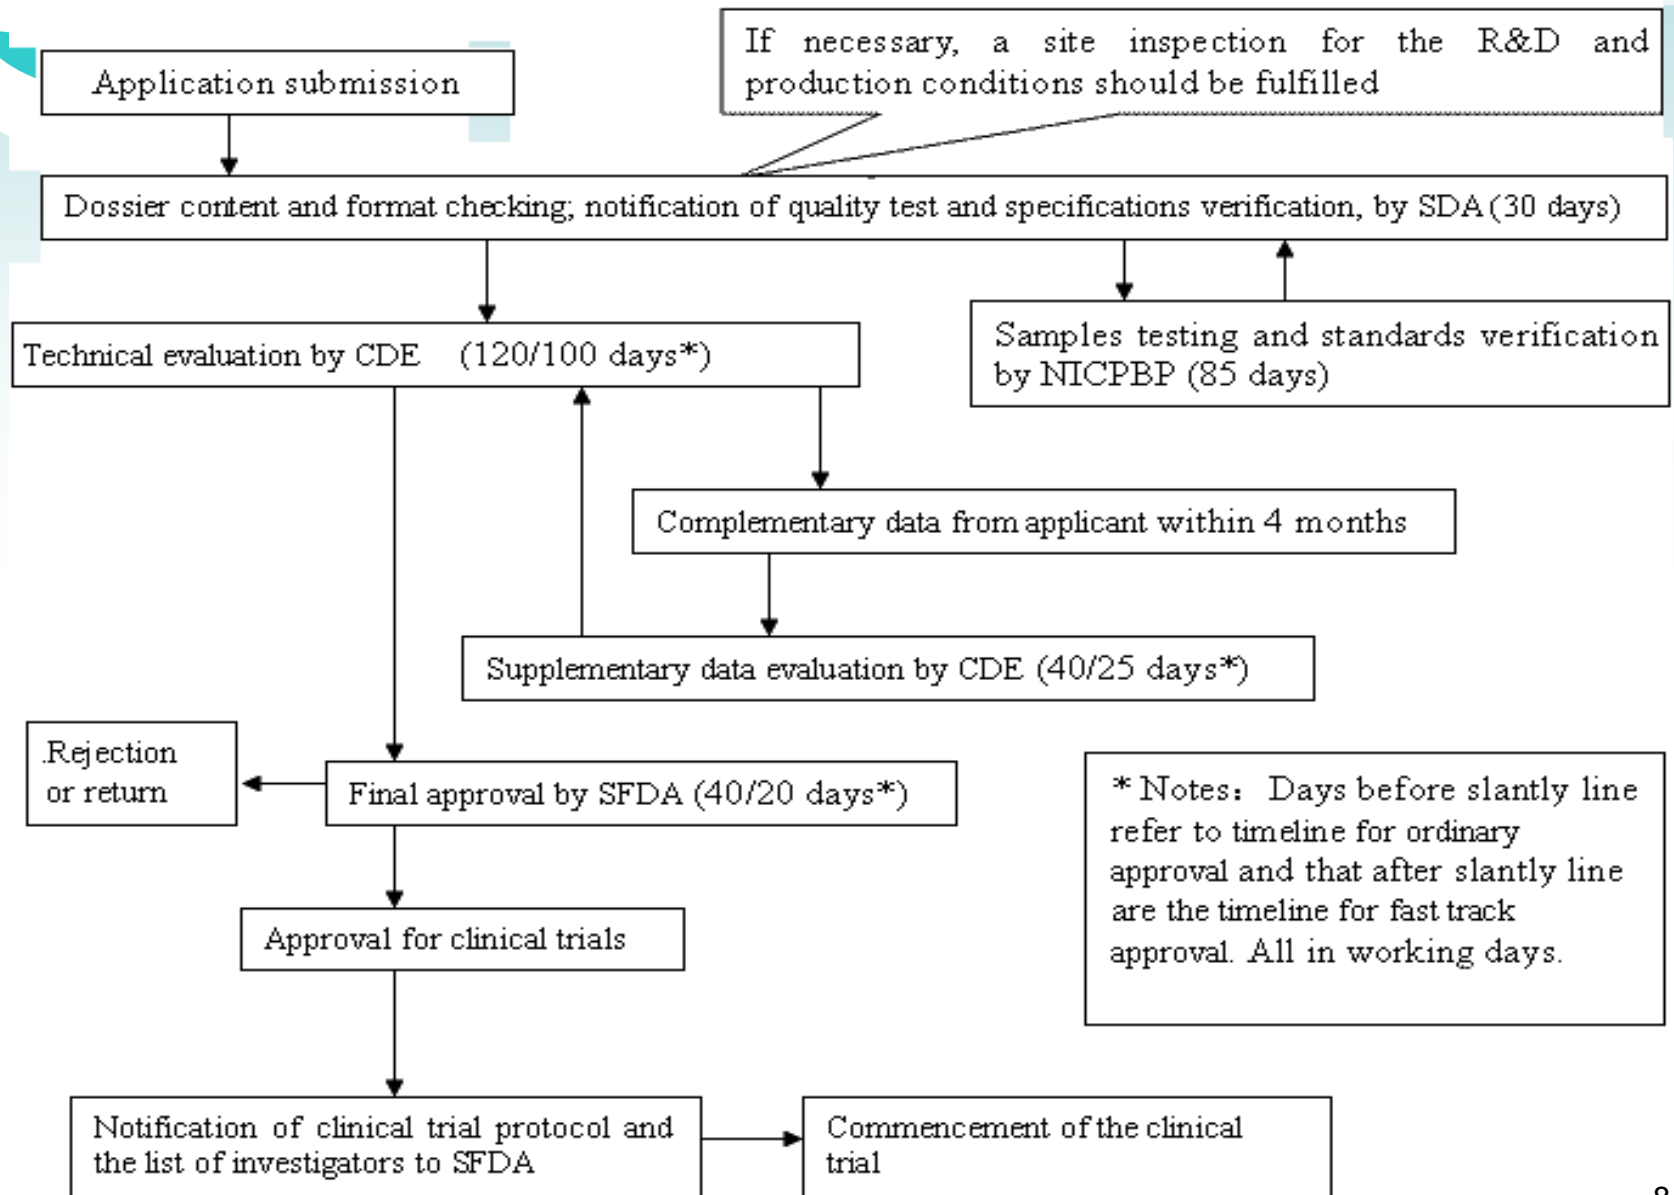 Application submission
If necessary, a site inspection for the R&D and
production conditions should be fulfilled
Dossier content and format checking; notification of quality test and specifications verification, by SDA (30 days)
Technical evaluation by CDE (120/100 days*)
Samples testing and standards verification
by NICPBP (85 days)
Complementary data from applicant within 4 months
Supplementary data evaluation by CDE (40/25 days*)
.Rejection
or return
Final approval by SFDA (40/20 days*)
* Notes: Days before slantly line
refer to timeline for ordinary
approval and that after slantly line
are the timeline for fast track
approval. All in working days.
Approval for clinical trials
Notification of clinical trial protocol and
the list of investigators to SFDA
Commencement of the clinical
trial